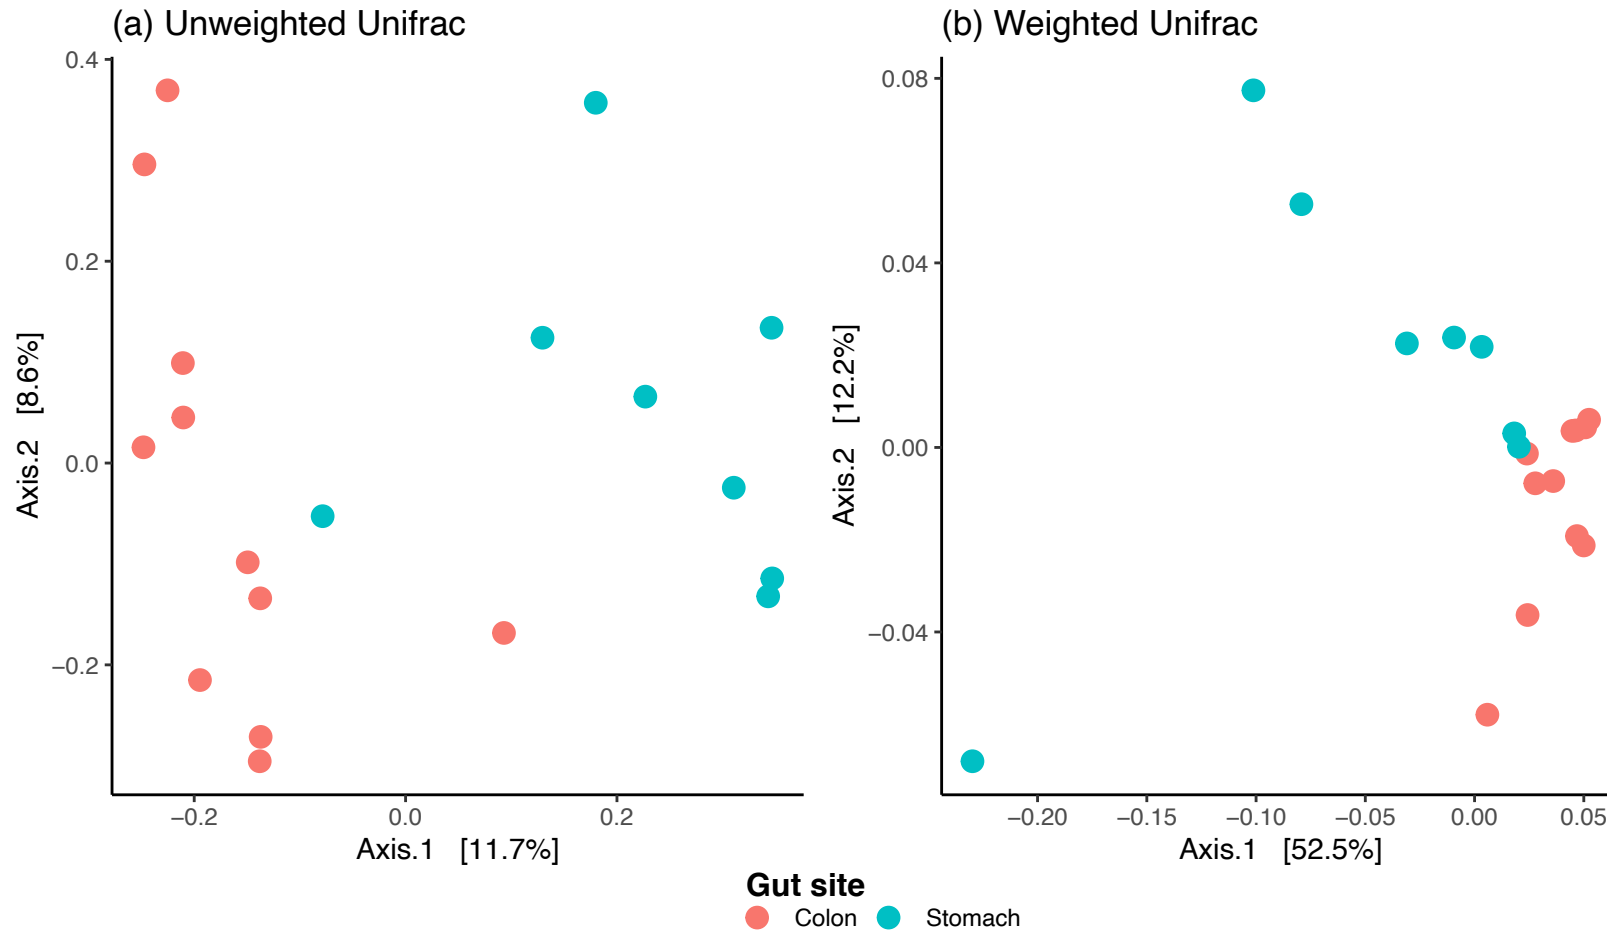 (a) Unweighted Unifrac
0.4
0.2
0.0
−0.2
Axis.2 [8.6%]
−0.2 0.0 0.2
Axis.1 [11.7%]
(b) Weighted Unifrac
0.08
0.04
0.00
−0.04
Axis.2 [12.2%]
−0.20 −0.15 −0.10 −0.05 0.00 0.05
Axis.1 [52.5%]
Gut site
Colon Stomach